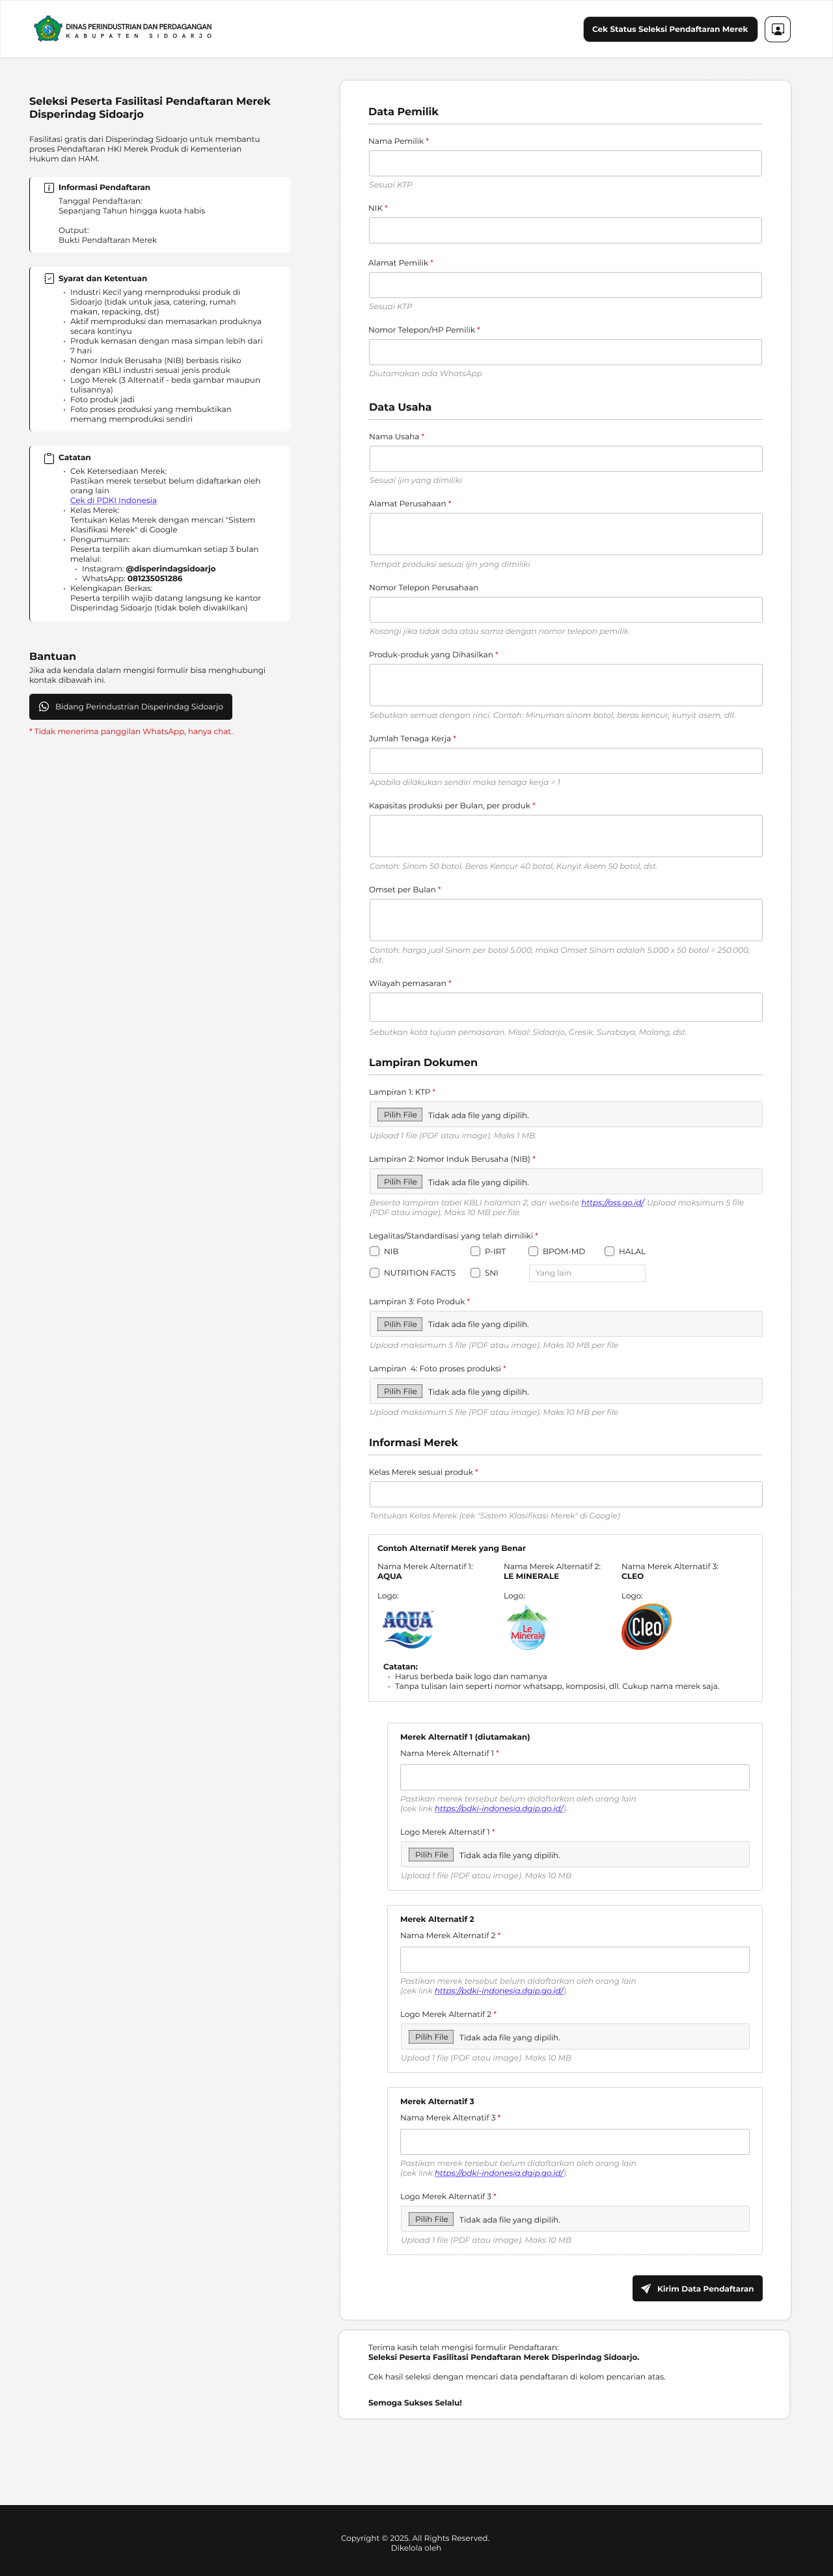 DINAS PERINDUSTRIAN DAN PERDAGANGAN
KABUPATEN SIDOARJO
Cek Status Seleksi Pendaftaran Merek
Seleksi Peserta Fasilitasi Pendaftaran Merek
Disperindag Sidoarjo
Fasilitasi gratis dari Disperindag Sidoarjo untuk membantu
proses Pendaftaran HKI Merek Produk di Kementerian
Hukum dan HAM.
Informasi Pendaftaran
Tanggal Pendaftaran:
Sepanjang Tahun hingga kuota habis
Output:
Bukti Pendaftaran Merek
Syarat dan Ketentuan
• Industri Kecil yang memproduksi produk di
Sidoarjo (tidak untuk jasa, catering, rumah
makan, repacking, dst)
• Aktif memproduksi dan memasarkan produknya
secara kontinyu
• Produk kemasan dengan masa simpan lebih dari
7 hari
• Nomor Induk Berusaha (NIB) berbasis risiko
dengan KBLI industri sesuai jenis produk
• Logo Merek (3 Alternatif - beda gambar maupun
tulisannya)
• Foto produk jadi
• Foto proses produksi yang membuktikan
memang memproduksi sendiri
Catatan
• Cek Ketersediaan Merek:
Pastikan merek tersebut belum didaftarkan oleh
orang lain
Cek di PDKI Indonesia
• Kelas Merek:
Tentukan Kelas Merek dengan mencari "Sistem
Klasifikasi Merek" di Google
• Pengumuman:
Peserta terpilih akan diumumkan setiap 3 bulan
melalui:
• Instagram: @disperindagsidoarjo
• WhatsApp: 081235051286
• Kelengkapan Berkas:
Peserta terpilih wajib datang langsung ke kantor
Disperindag Sidoarjo (tidak boleh diwakilkan)
Bantuan
Jika ada kendala dalam mengisi formulir bisa menghubungi
kontak dibawah ini.
Bidang Perindustrian Disperindag Sidoarjo
* Tidak menerima panggilan WhatsApp, hanya chat.
Data Pemilik
Nama Pemilik *
Sesuai KTP
NIK *
Alamat Pemilik *
Sesuai KTP
Nomor Telepon/HP Pemilik *
Diutamakan ada WhatsApp
Data Usaha
Nama Usaha *
Sesuai ijin yang dimiliki
Alamat Perusahaan *
Tempat produksi sesuai ijin yang dimiliki
Nomor Telepon Perusahaan
Kosongi jika tidak ada atau sama dengan nomor telepon pemilik
Produk-produk yang Dihasilkan *
Sebutkan semua dengan rinci. Contoh: Minuman sinom botol, beras kencur, kunyit asem, dll.
Jumlah Tenaga Kerja *
Apabila dilakukan sendiri maka tenaga kerja = 1
Kapasitas produksi per Bulan, per produk *
Contoh: Sinom 50 botol, Beras Kencur 40 botol, Kunyit Asem 50 botol, dst.
Omset per Bulan *
Contoh: harga jual Sinom per botol 5.000, maka Omset Sinom adalah 5.000 x 50 botol = 250.000,
dst.
Wilayah pemasaran *
Sebutkan kota tujuan pemasaran. Misal: Sidoarjo, Gresik, Surabaya, Malang, dst.
Lampiran Dokumen
Lampiran 1: KTP *
Pilih File Tidak ada file yang dipilih.
Upload 1 file (PDF atau image). Maks 1 MB.
Lampiran 2: Nomor Induk Berusaha (NIB) *
Pilih File Tidak ada file yang dipilih.
Beserta lampiran tabel KBLI halaman 2, dari website https://oss.go.id/. Upload maksimum 5 file
(PDF atau image). Maks 10 MB per file.
Legalitas/Standardisasi yang telah dimiliki *
NIB P-IRT BPOM-MD HALAL
NUTRITION FACTS SNI Yang lain
Lampiran 3: Foto Produk *
Pilih File Tidak ada file yang dipilih.
Upload maksimum 5 file (PDF atau image). Maks 10 MB per file
Lampiran 4: Foto proses produksi *
Pilih File Tidak ada file yang dipilih.
Upload maksimum 5 file (PDF atau image). Maks 10 MB per file
Informasi Merek
Kelas Merek sesuai produk *
Tentukan Kelas Merek (cek "Sistem Klasifikasi Merek" di Google)
Contoh Alternatif Merek yang Benar
Nama Merek Alternatif 1: Nama Merek Alternatif 2: Nama Merek Alternatif 3:
AQUA LE MINERALE CLEO
Logo: Logo: Logo:
AQUA Le Minerale Cleo
Catatan:
• Harus berbeda baik logo dan namanya
• Tanpa tulisan lain seperti nomor whatsapp, komposisi, dll. Cukup nama merek saja.
Merek Alternatif 1 (diutamakan)
Nama Merek Alternatif 1 *
Pastikan merek tersebut belum didaftarkan oleh orang lain
(cek link https://pdki-indonesia.dgip.go.id/).
Logo Merek Alternatif 1 *
Pilih File Tidak ada file yang dipilih.
Upload 1 file (PDF atau image). Maks 10 MB
Merek Alternatif 2
Nama Merek Alternatif 2 *
Pastikan merek tersebut belum didaftarkan oleh orang lain
(cek link https://pdki-indonesia.dgip.go.id/).
Logo Merek Alternatif 2 *
Pilih File Tidak ada file yang dipilih.
Upload 1 file (PDF atau image). Maks 10 MB
Merek Alternatif 3
Nama Merek Alternatif 3 *
Pastikan merek tersebut belum didaftarkan oleh orang lain
(cek link https://pdki-indonesia.dgip.go.id/).
Logo Merek Alternatif 3 *
Pilih File Tidak ada file yang dipilih.
Upload 1 file (PDF atau image). Maks 10 MB
Kirim Data Pendaftaran
Terima kasih telah mengisi formulir Pendaftaran:
Seleksi Peserta Fasilitasi Pendaftaran Merek Disperindag Sidoarjo.
Cek hasil seleksi dengan mencari data pendaftaran di kolom pencarian atas.
Semoga Sukses Selalu!
Copyright © 2025. All Rights Reserved.
Dikelola oleh